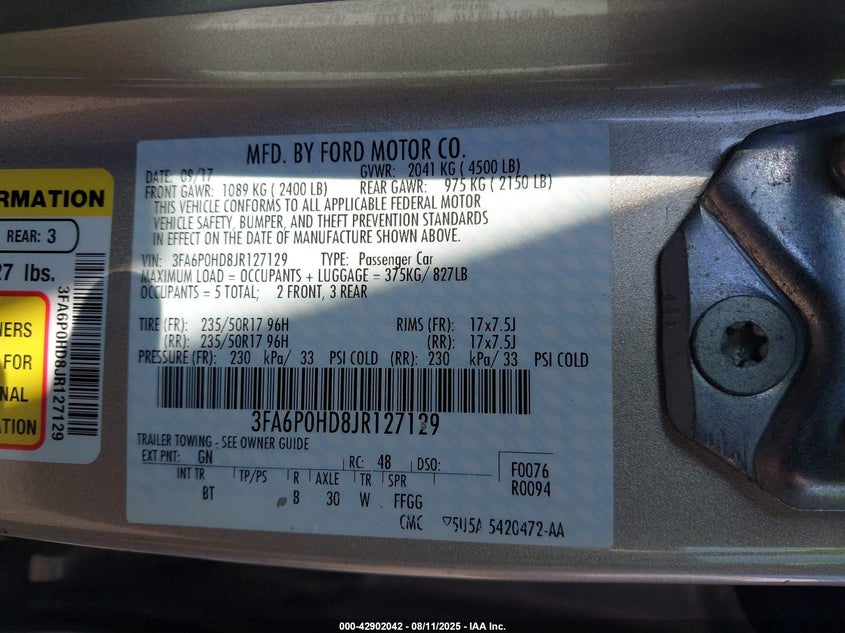 RMATION
REAR: 3
27 lbs.
NERS
FOR
NAL
ATION
3FA6P0HD8JR127129
MFD. BY FORD MOTOR CO.
DATE: 09/17 GVWR: 2041 KG ( 4500 LB)
FRONT GAWR: 1089 KG ( 2400 LB) REAR GAWR: 975 KG ( 2150 LB)
THIS VEHICLE CONFORMS TO ALL APPLICABLE FEDERAL MOTOR
VEHICLE SAFETY, BUMPER, AND THEFT PREVENTION STANDARDS
IN EFFECT ON THE DATE OF MANUFACTURE SHOWN ABOVE.
VIN: 3FA6P0HD8JR127129 TYPE: Passenger Car
MAXIMUM LOAD = OCCUPANTS + LUGGAGE = 375KG/ 827LB
OCCUPANTS = 5 TOTAL; 2 FRONT, 3 REAR
TIRE (FR): 235/50R17 96H RIMS (FR): 17x7.5J
(RR): 235/50R17 96H (RR): 17x7.5J
PRESSURE (FR): 230 kPa/ 33 PSI COLD (RR): 230 kPa/ 33 PSI COLD
3FA6P0HD8JR127129
TRAILER TOWING - SEE OWNER GUIDE
EXT PNT: GN RC: 48 DSO: F0076
INT TR TP/PS R AXLE TR SPR R0094
BT B 30 W FFGG
CMC 5U5A 5420472-AA
000-42902042 - 08/11/2025 - IAA Inc.